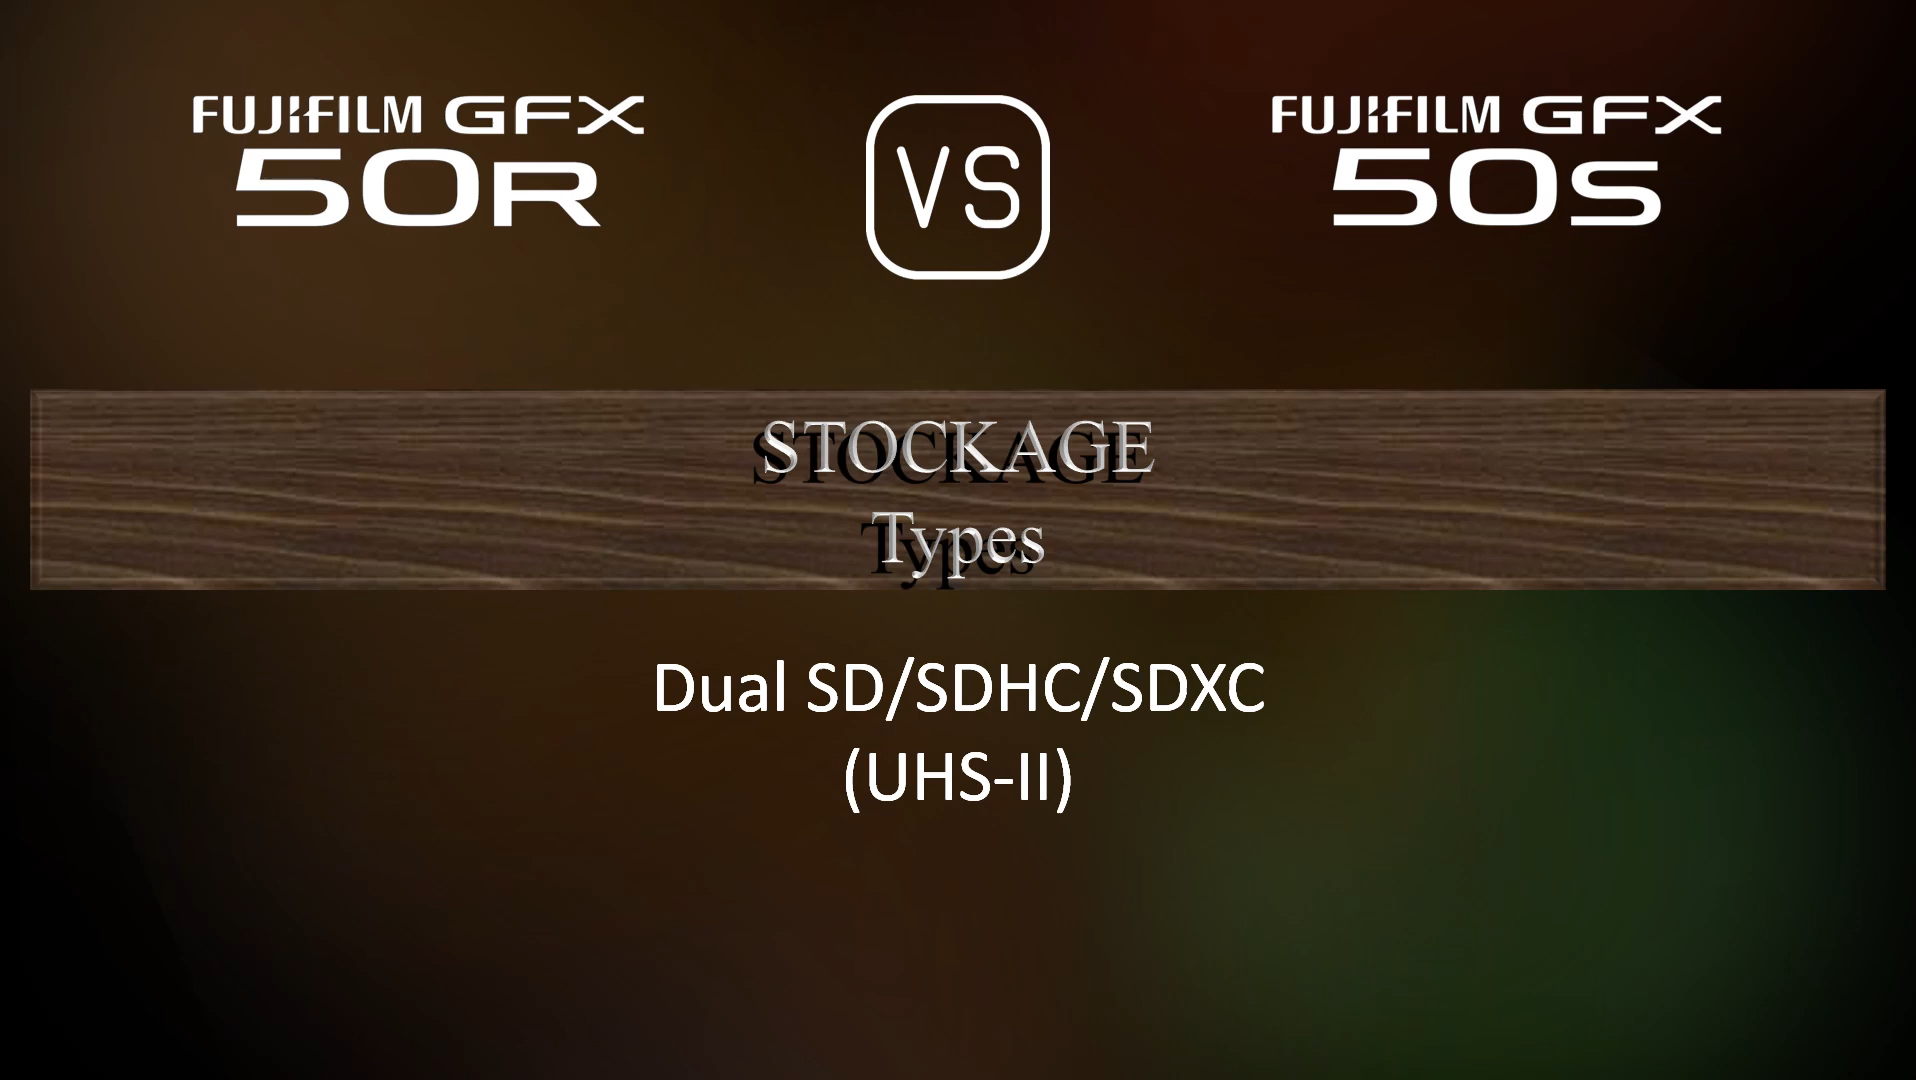 FUJIFILM GFX
50R
VS
FUJIFILM GFX
50S
STOCKAGE
Types
Dual SD/SDHC/SDXC
(UHS-II)